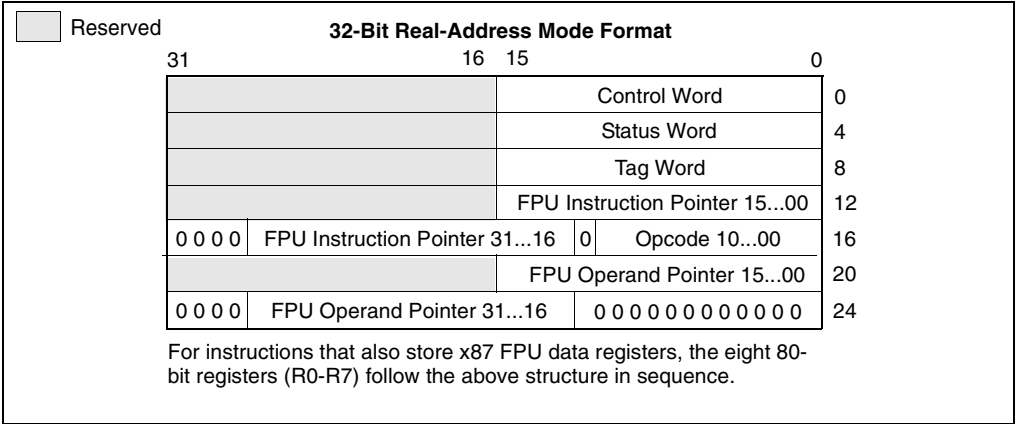 Reserved
32-Bit Real-Address Mode Format
31 16 15 0
Control Word 0
Status Word 4
Tag Word 8
FPU Instruction Pointer 15...00 12
0 0 0 0 FPU Instruction Pointer 31...16 0 Opcode 10...00 16
FPU Operand Pointer 15...00 20
0 0 0 0 FPU Operand Pointer 31...16 0 0 0 0 0 0 0 0 0 0 0 0 24
For instructions that also store x87 FPU data registers, the eight 80-
bit registers (R0-R7) follow the above structure in sequence.